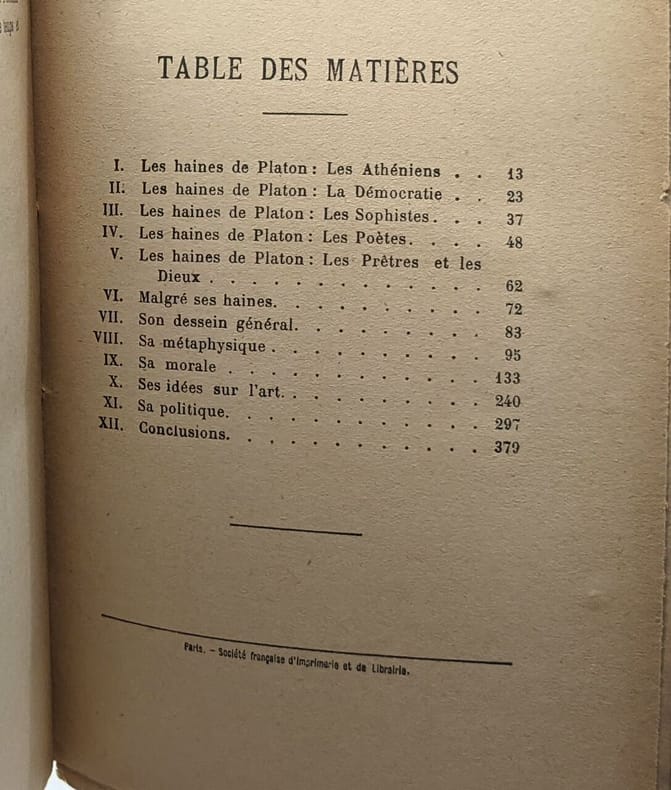 TABLE DES MATIÈRES
I. Les haines de Platon : Les Athéniens . . 13
II. Les haines de Platon : La Démocratie . . 23
III. Les haines de Platon : Les Sophistes. . . 37
IV. Les haines de Platon : Les Poètes. . . . 48
V. Les haines de Platon : Les Prêtres et les
Dieux . . . . . . . . . . . . . 62
VI. Malgré ses haines. . . . . . . . . . 72
VII. Son dessein général. . . . . . . . . 83
VIII. Sa métaphysique . . . . . . . . . . 95
IX. Sa morale . . . . . . . . . . . . 133
X. Ses idées sur l'art. . . . . . . . . . 240
XI. Sa politique. . . . . . . . . . . . 297
XII. Conclusions. . . . . . . . . . . . 379
Paris. – Société française d'Imprimerie et de Librairie.